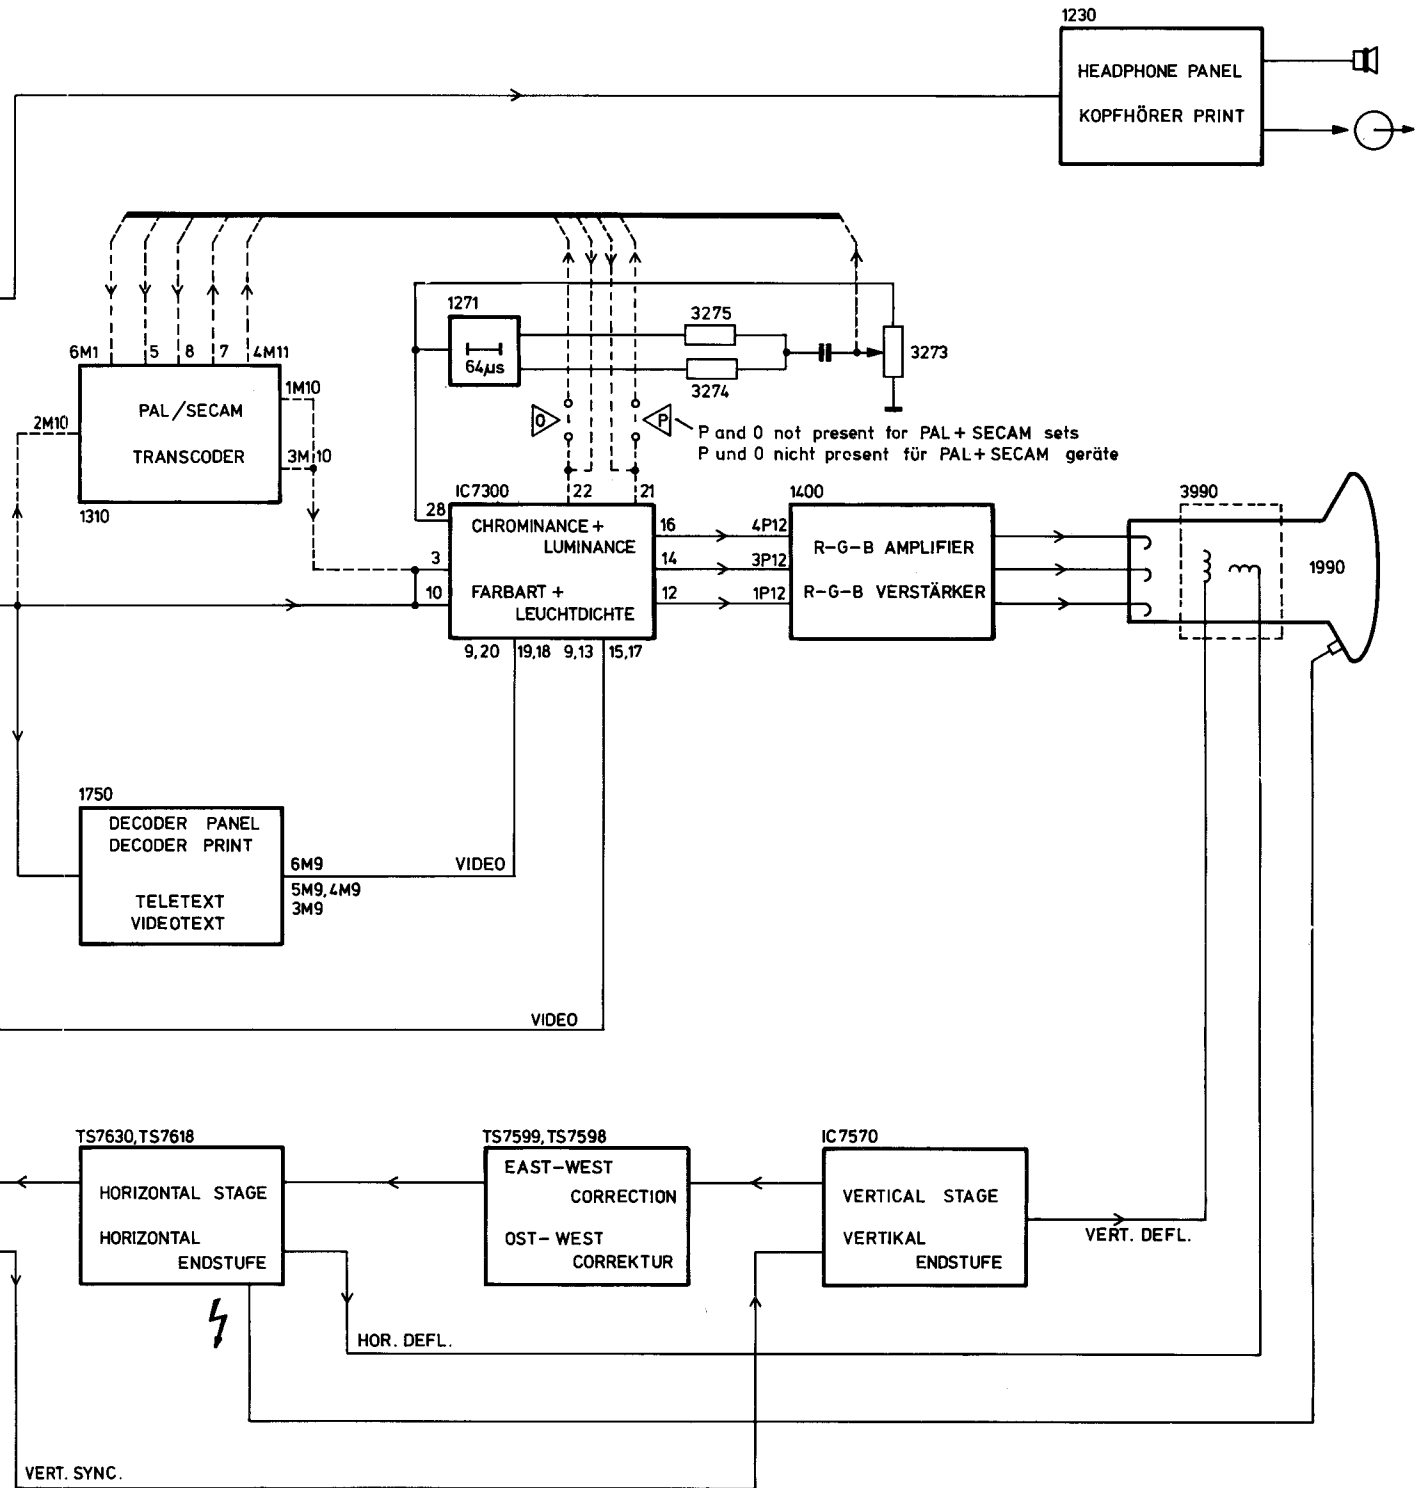 1230
HEADPHONE PANEL
KOPFHÖRER PRINT
1271
64µs
3275
3274
3273
6M1 5 8 7 4M11
1M10
PAL/SECAM
2M10
TRANSCODER
3M10
1310
O
P
P and O not present for PAL+SECAM sets
P und O nicht present für PAL+SECAM geräte
IC7300
22 21
28
CHROMINANCE +
LUMINANCE
3
10
FARBART +
LEUCHTDICHTE
16
14
12
9,20 19,18 9,13 15,17
1400
4P12
3P12
1P12
R-G-B AMPLIFIER
R-G-B VERSTÄRKER
3990
1990
1750
DECODER PANEL
DECODER PRINT
TELETEXT
VIDEOTEXT
6M9
5M9,4M9
3M9
VIDEO
VIDEO
TS7630,TS7618
HORIZONTAL STAGE
HORIZONTAL
ENDSTUFE
TS7599,TS7598
EAST-WEST
CORRECTION
OST-WEST
CORREKTUR
IC7570
VERTICAL STAGE
VERTIKAL
ENDSTUFE
VERT. DEFL.
HOR. DEFL.
VERT. SYNC.